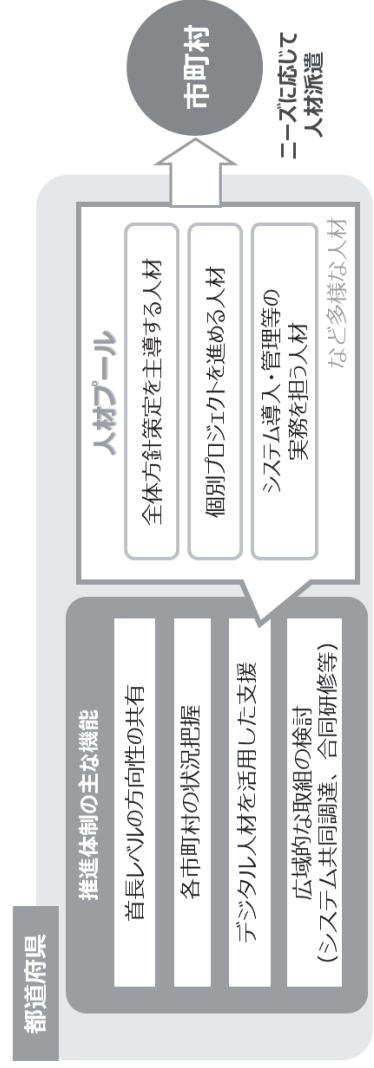 都道府県
推進体制の主な機能
首長レベルの方向性の共有
各市町村の状況把握
デジタル人材を活用した支援
広域的な取組の検討
(システム共同調達、合同研修等)
人材プール
全体方針策定を主導する人材
個別プロジェクトを進める人材
システム導入・管理等の
実務を担う人材
など多様な人材
市町村
ニーズに応じて
人材派遣